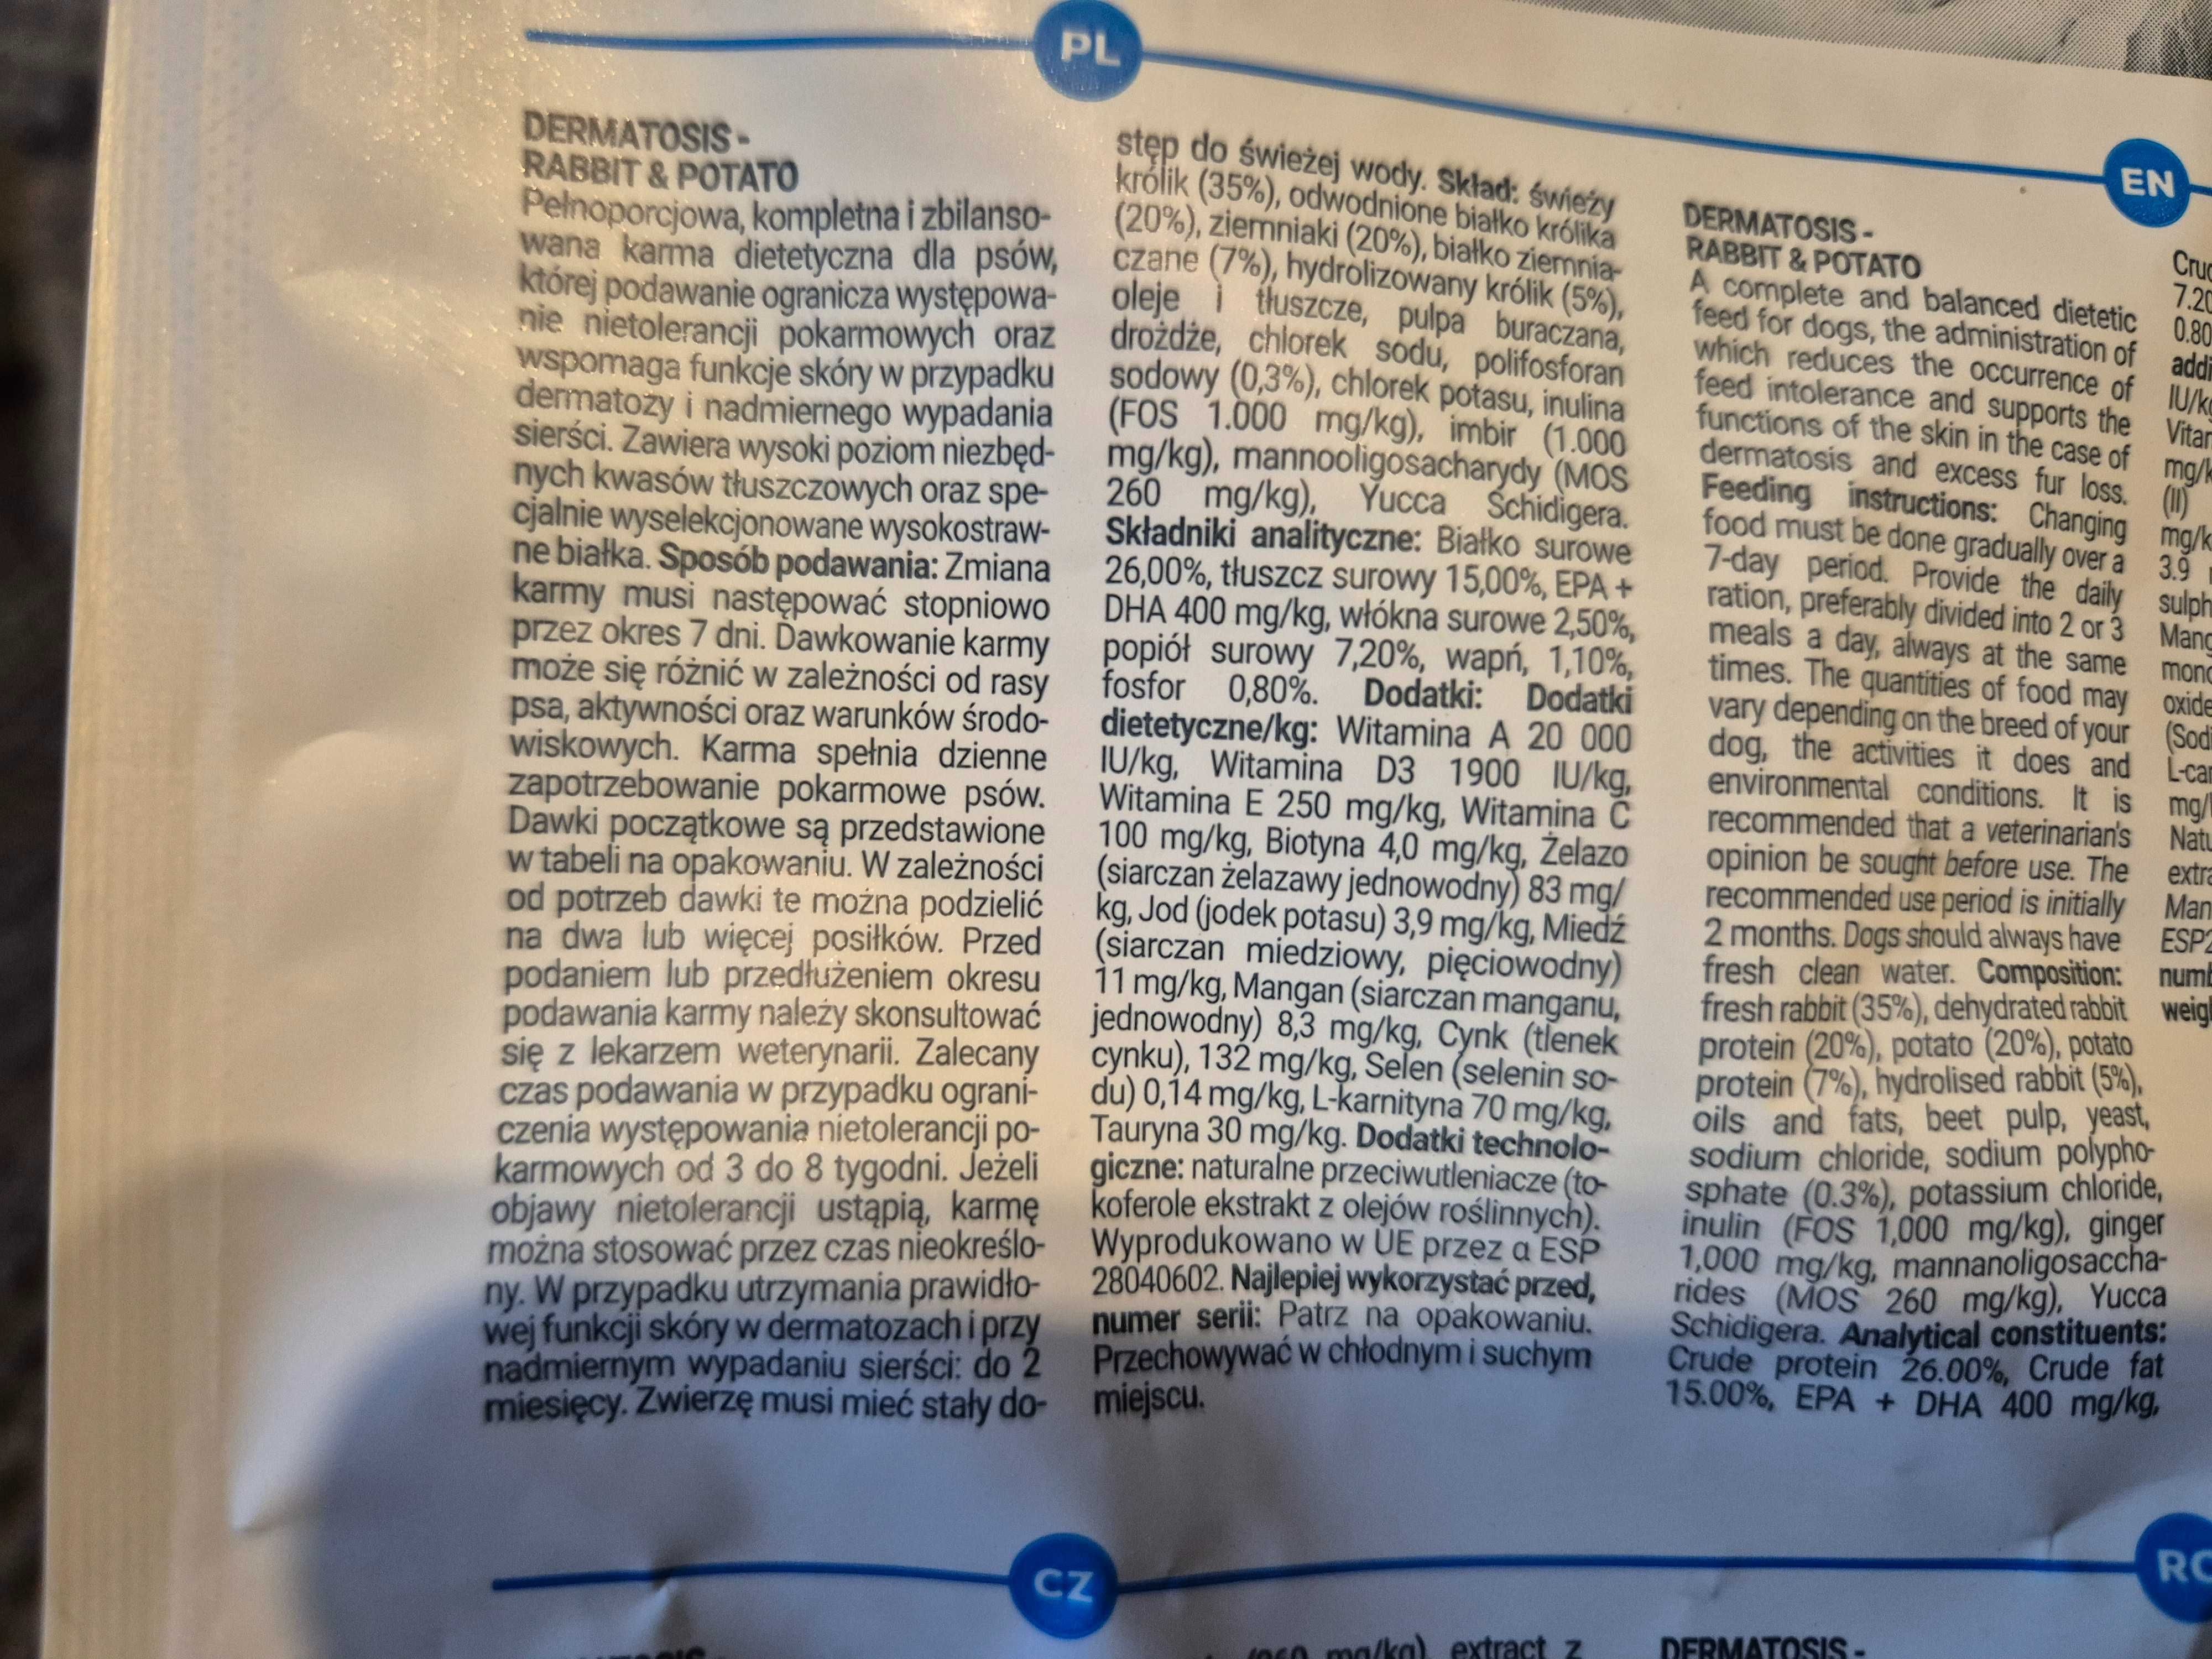 PL
DERMATOSIS -
RABBIT & POTATO
Pełnoporcjowa, kompletna i zbilanso-
wana karma dietetyczna dla psów,
której podawanie ogranicza występowa-
nie nietolerancji pokarmowych oraz
wspomaga funkcje skóry w przypadku
dermatozy i nadmiernego wypadania
sierści. Zawiera wysoki poziom niezbęd-
nych kwasów tłuszczowych oraz spe-
cjalnie wyselekcjonowane wysokostraw-
ne białka. Sposób podawania: Zmiana
karmy musi następować stopniowo
przez okres 7 dni. Dawkowanie karmy
może się różnić w zależności od rasy
psa, aktywności oraz warunków środo-
wiskowych. Karma spełnia dzienne
zapotrzebowanie pokarmowe psów.
Dawki początkowe są przedstawione
w tabeli na opakowaniu. W zależności
od potrzeb dawki te można podzielić
na dwa lub więcej posiłków. Przed
podaniem lub przedłużeniem okresu
podawania karmy należy skonsultować
się z lekarzem weterynarii. Zalecany
czas podawania w przypadku ograni-
czenia występowania nietolerancji po-
karmowych od 3 do 8 tygodni. Jeżeli
objawy nietolerancji ustąpią, karmę
można stosować przez czas nieokreślo-
ny. W przypadku utrzymania prawidło-
wej funkcji skóry w dermatozach i przy
nadmiernym wypadaniu sierści: do 2
miesięcy. Zwierzę musi mieć stały do-
stęp do świeżej wody. Skład: świeży
królik (35%), odwodnione białko królika
(20%), ziemniaki (20%), białko ziemnia-
czane (7%), hydrolizowany królik (5%),
oleje i tłuszcze, pulpa buraczana,
drożdże, chlorek sodu, polifosforan
sodowy (0,3%), chlorek potasu, inulina
(FOS 1.000 mg/kg), imbir (1.000
mg/kg), mannooligosacharydy (MOS
260 mg/kg), Yucca Schidigera.
Składniki analityczne: Białko surowe
26,00%, tłuszcz surowy 15,00%, EPA +
DHA 400 mg/kg, włókna surowe 2,50%,
popiół surowy 7,20%, wapń, 1,10%,
fosfor 0,80%. Dodatki: Dodatki
dietetyczne/kg: Witamina A 20 000
IU/kg, Witamina D3 1900 IU/kg,
Witamina E 250 mg/kg, Witamina C
100 mg/kg, Biotyna 4,0 mg/kg, Żelazo
(siarczan żelazawy jednowodny) 83 mg/
kg, Jod (jodek potasu) 3,9 mg/kg, Miedź
(siarczan miedziowy, pięciowodny)
11 mg/kg, Mangan (siarczan manganu,
jednowodny) 8,3 mg/kg, Cynk (tlenek
cynku), 132 mg/kg, Selen (selenin so-
du) 0,14 mg/kg, L-karnityna 70 mg/kg,
Tauryna 30 mg/kg. Dodatki technolo-
giczne: naturalne przeciwutleniacze (to-
koferole ekstrakt z olejów roślinnych).
Wyprodukowano w UE przez α ESP
28040602. Najlepiej wykorzystać przed,
numer serii: Patrz na opakowaniu.
Przechowywać w chłodnym i suchym
miejscu.
EN
DERMATOSIS -
RABBIT & POTATO
A complete and balanced dietetic
feed for dogs, the administration of
which reduces the occurrence of
feed intolerance and supports the
functions of the skin in the case of
dermatosis and excess fur loss.
Feeding instructions: Changing
food must be done gradually over a
7-day period. Provide the daily
ration, preferably divided into 2 or 3
meals a day, always at the same
times. The quantities of food may
vary depending on the breed of your
dog, the activities it does and
environmental conditions. It is
recommended that a veterinarian's
opinion be sought before use. The
recommended use period is initially
2 months. Dogs should always have
fresh clean water. Composition:
fresh rabbit (35%), dehydrated rabbit
protein (20%), potato (20%), potato
protein (7%), hydrolised rabbit (5%),
oils and fats, beet pulp, yeast,
sodium chloride, sodium polypho-
sphate (0.3%), potassium chloride,
inulin (FOS 1,000 mg/kg), ginger
1,000 mg/kg, mannanoligosaccha-
rides (MOS 260 mg/kg), Yucca
Schidigera. Analytical constituents:
Crude protein 26.00%, Crude fat
15.00%, EPA + DHA 400 mg/kg,
7.20
0.80
IU/kg
(II)
3.9
CZ
mg/kg), extract z
DERMATOSIS -